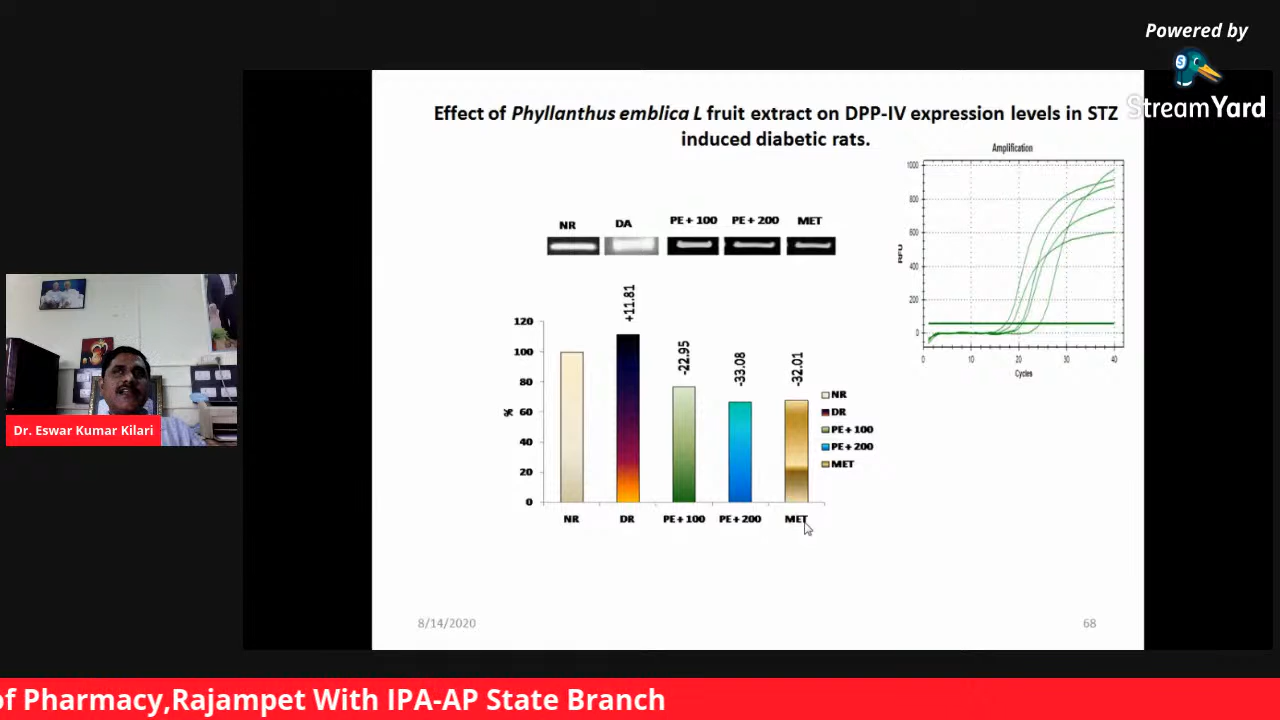 Powered by
StreamYard
Effect of Phyllanthus emblica L fruit extract on DPP-IV expression levels in STZ
induced diabetic rats.
Amplification
1000
800
600
400
200
0
RFU
0 10 20 30 40
Cycles
NR DA PE+100 PE+200 MET
+11.81
-22.95
-33.08
-32.01
120
100
80
60
40
20
0
%
NR DR PE+100 PE+200 MET
NR
DR
PE+100
PE+200
MET
Dr. Eswar Kumar Kilari
8/14/2020
68
of Pharmacy,Rajampet With IPA-AP State Branch